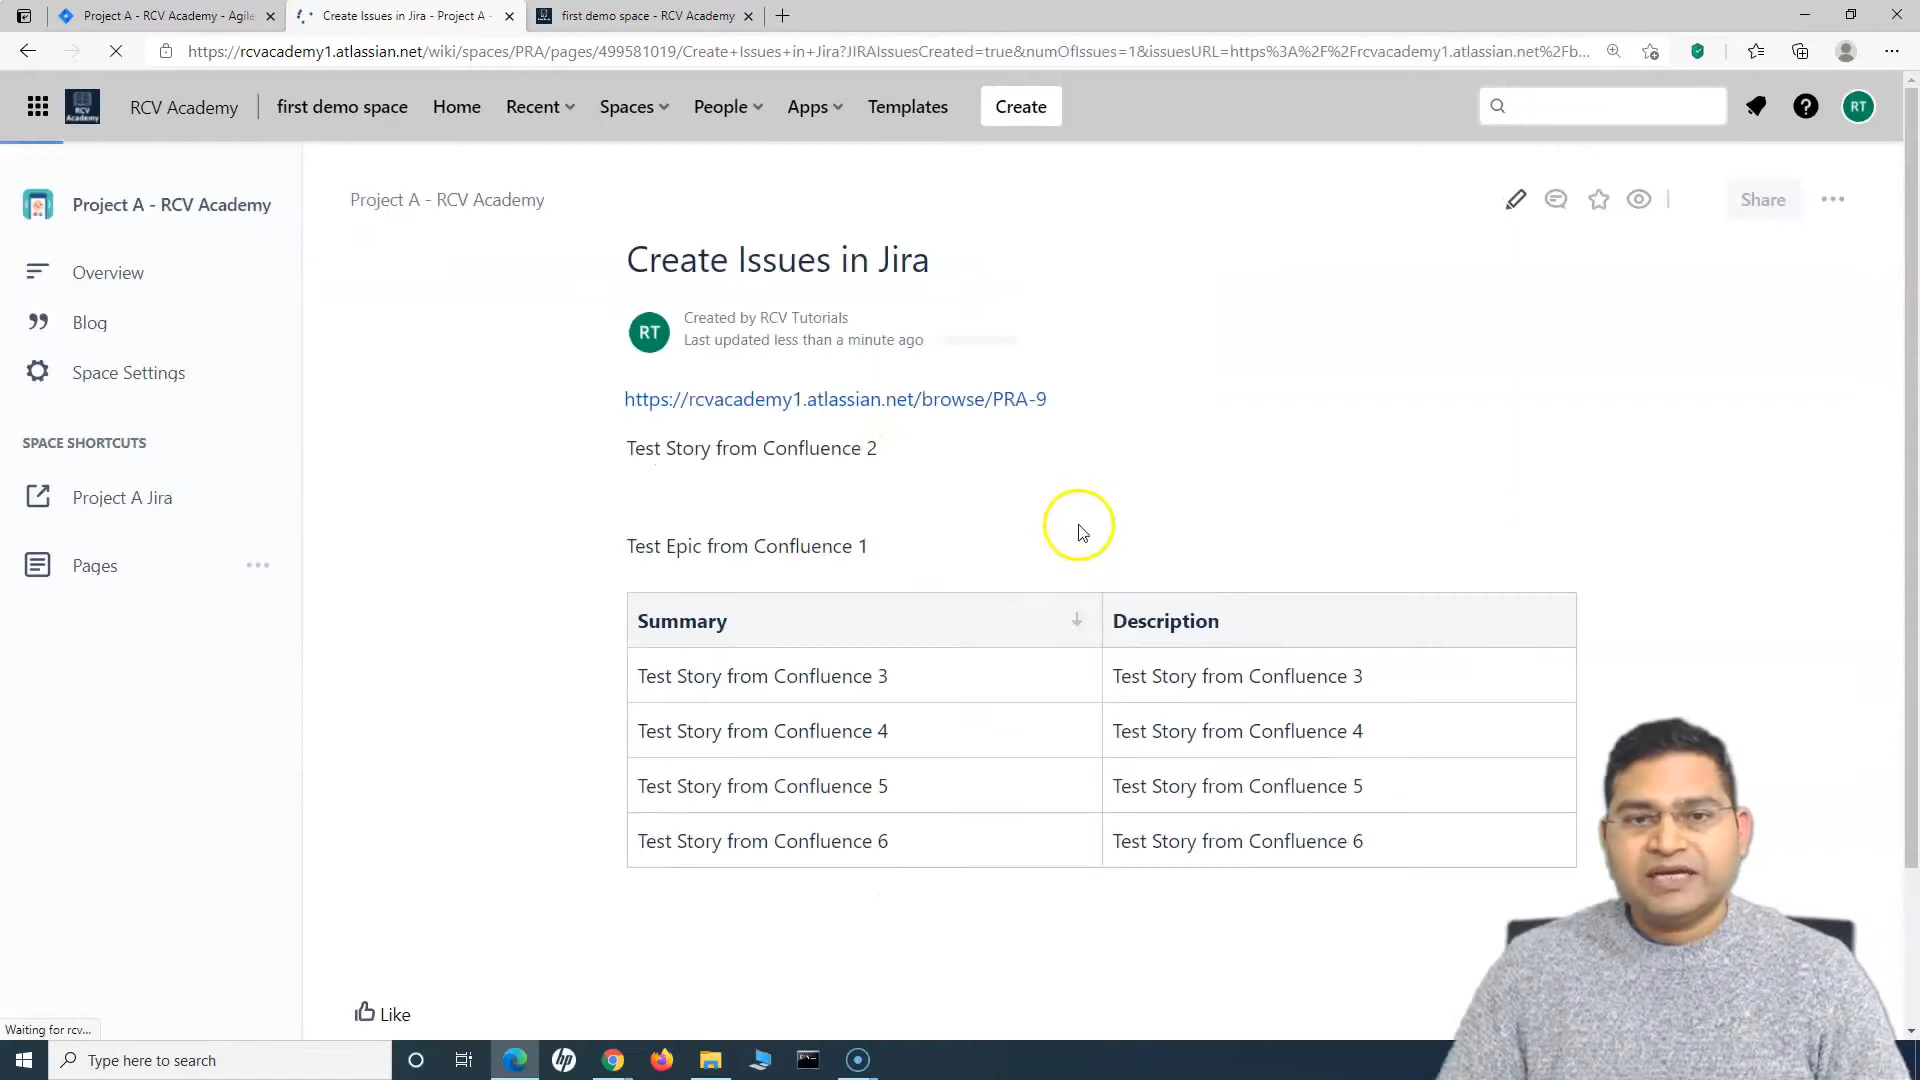 Project A - RCV Academy - Agile
Create Issues in Jira - Project A -
first demo space - RCV Academy
https://rcvacademy1.atlassian.net/wiki/spaces/PRA/pages/499581019/Create+Issues+in+Jira?JIRAIssuesCreated=true&numOfIssues=1&issuesURL=https%3A%2F%2Frcvacademy1.atlassian.net%2Fb...
RCV Academy
RCV Academy
first demo space
Home
Recent
Spaces
People
Apps
Templates
Create
RT
Project A - RCV Academy
Overview
Blog
Space Settings
SPACE SHORTCUTS
Project A Jira
Pages
Project A - RCV Academy
Share
Create Issues in Jira
RT
Created by RCV Tutorials
Last updated less than a minute ago
https://rcvacademy1.atlassian.net/browse/PRA-9
Test Story from Confluence 2
Test Epic from Confluence 1
Summary
Description
Test Story from Confluence 3
Test Story from Confluence 3
Test Story from Confluence 4
Test Story from Confluence 4
Test Story from Confluence 5
Test Story from Confluence 5
Test Story from Confluence 6
Test Story from Confluence 6
Like
Waiting for rcv...
Type here to search
hp